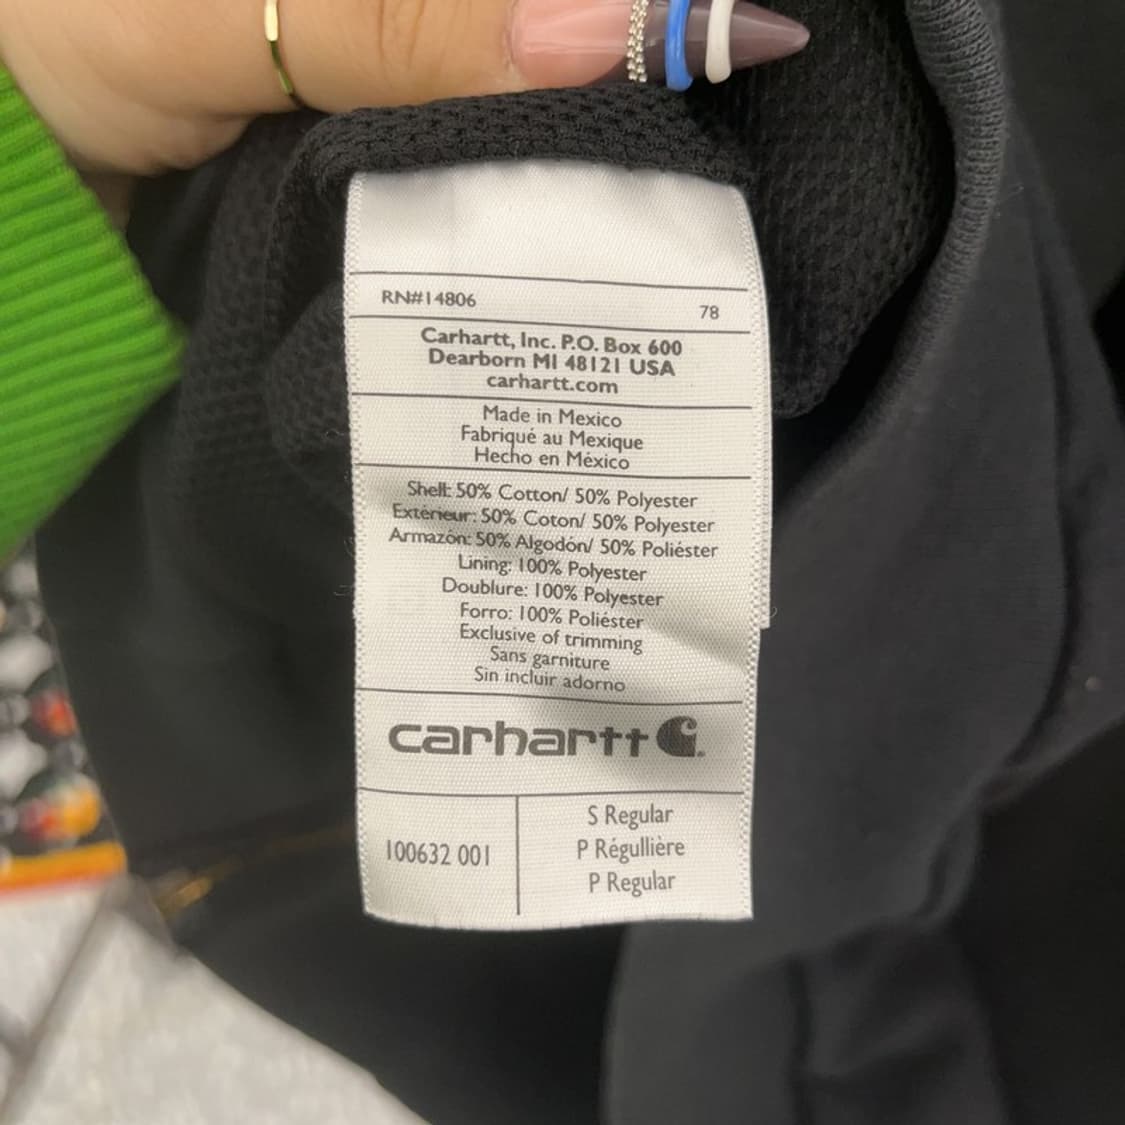 RN#14806
78
Carhartt, Inc. P.O. Box 600
Dearborn MI 48121 USA
carhartt.com
Made in Mexico
Fabriqué au Mexique
Hecho en México
Shell: 50% Cotton/ 50% Polyester
Extérieur: 50% Coton/ 50% Polyester
Armazón: 50% Algodón/ 50% Poliéster
Lining: 100% Polyester
Doublure: 100% Polyester
Forro: 100% Poliéster
Exclusive of trimming
Sans garniture
Sin incluir adorno
carhartt
100632 001
S Regular
P Régullière
P Regular